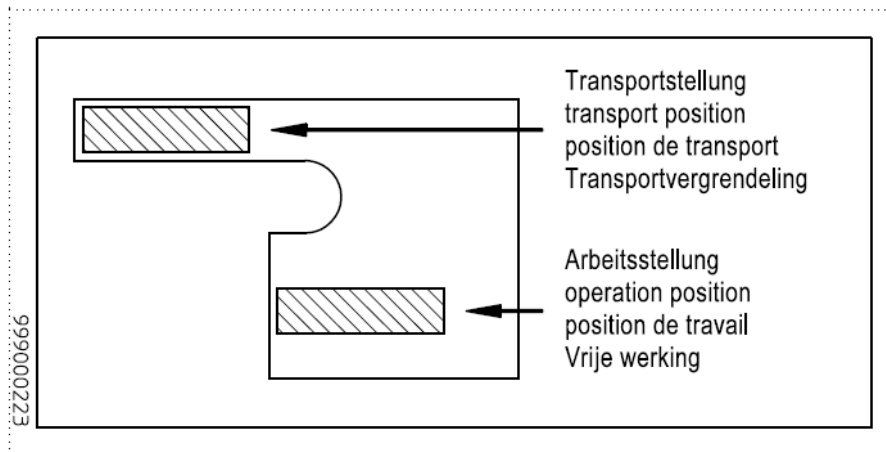 Transportstellung
transport position
position de transport
Transportvergrendeling
Arbeitsstellung
operation position
position de travail
Vrije werking
999000223